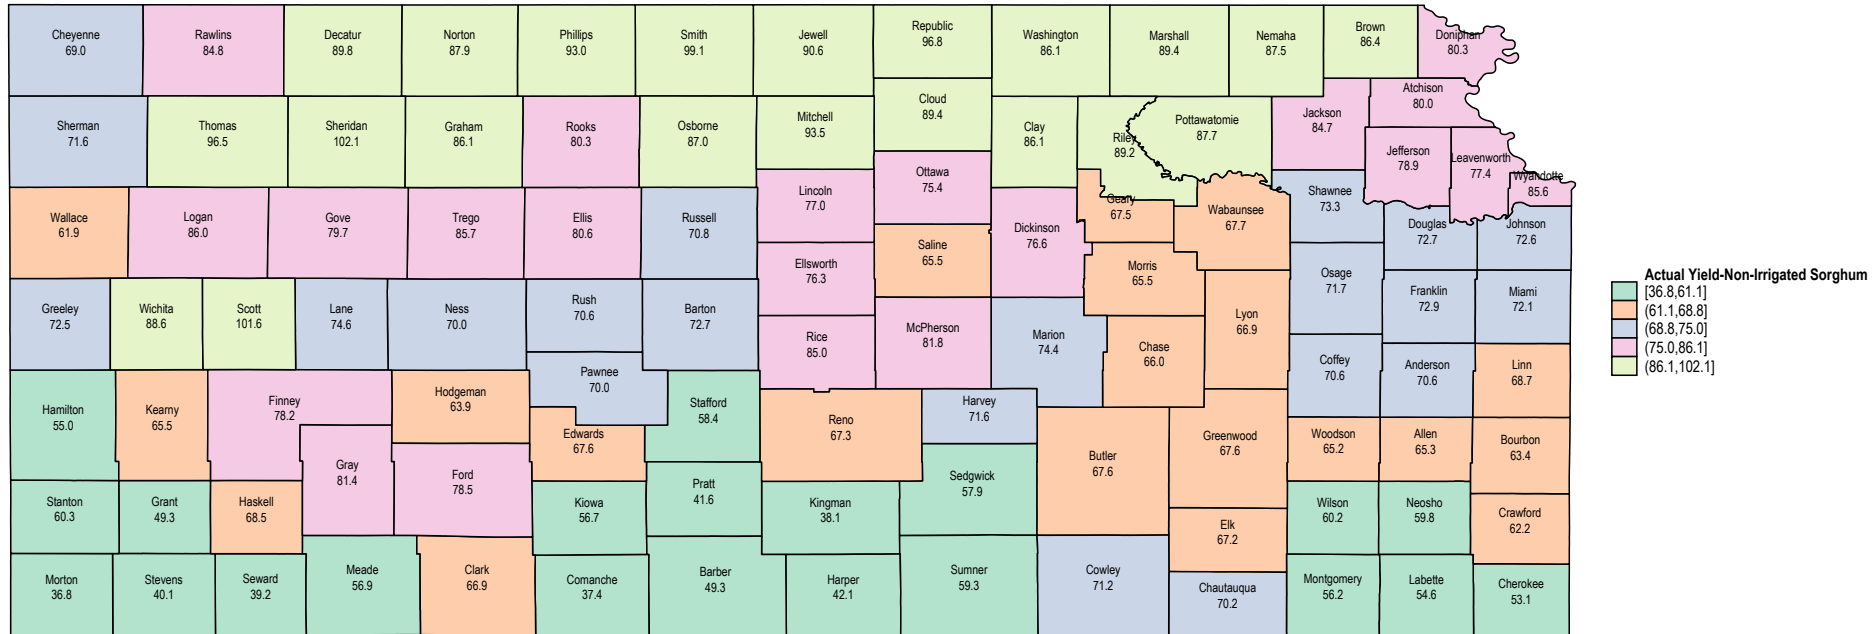 Cheyenne
69.0
Rawlins
84.8
Decatur
89.8
Norton
87.9
Phillips
93.0
Smith
99.1
Jewell
90.6
Republic
96.8
Washington
86.1
Marshall
89.4
Nemaha
87.5
Brown
86.4
Doniphan
80.3
Sherman
71.6
Thomas
96.5
Sheridan
102.1
Graham
86.1
Rooks
80.3
Osborne
87.0
Mitchell
93.5
Cloud
89.4
Clay
86.1
Riley
89.2
Pottawatomie
87.7
Jackson
84.7
Atchison
80.0
Jefferson
78.9
Leavenworth
77.4
Wyandotte
85.6
Wallace
61.9
Logan
86.0
Gove
79.7
Trego
85.7
Ellis
80.6
Russell
70.8
Lincoln
77.0
Ottawa
75.4
Saline
65.5
Dickinson
76.6
Geary
67.5
Wabaunsee
67.7
Shawnee
73.3
Douglas
72.7
Johnson
72.6
Greeley
72.5
Wichita
88.6
Scott
101.6
Lane
74.6
Ness
70.0
Rush
70.6
Barton
72.7
Ellsworth
76.3
Rice
85.0
McPherson
81.8
Marion
74.4
Morris
65.5
Chase
66.0
Lyon
66.9
Osage
71.7
Franklin
72.9
Miami
72.1
Coffey
70.6
Anderson
70.6
Linn
68.7
Hamilton
55.0
Kearny
65.5
Finney
78.2
Hodgeman
63.9
Pawnee
70.0
Edwards
67.6
Stafford
58.4
Reno
67.3
Harvey
71.6
Gray
81.4
Ford
78.5
Pratt
41.6
Sedgwick
57.9
Butler
67.6
Greenwood
67.6
Woodson
65.2
Allen
65.3
Bourbon
63.4
Stanton
60.3
Grant
49.3
Haskell
68.5
Kiowa
56.7
Kingman
38.1
Elk
67.2
Wilson
60.2
Neosho
59.8
Crawford
62.2
Morton
36.8
Stevens
40.1
Seward
39.2
Meade
56.9
Clark
66.9
Comanche
37.4
Barber
49.3
Harper
42.1
Sumner
59.3
Cowley
71.2
Chautauqua
70.2
Montgomery
56.2
Labette
54.6
Cherokee
53.1
Actual Yield-Non-Irrigated Sorghum
[36.8,61.1]
(61.1,68.8]
(68.8,75.0]
(75.0,86.1]
(86.1,102.1]